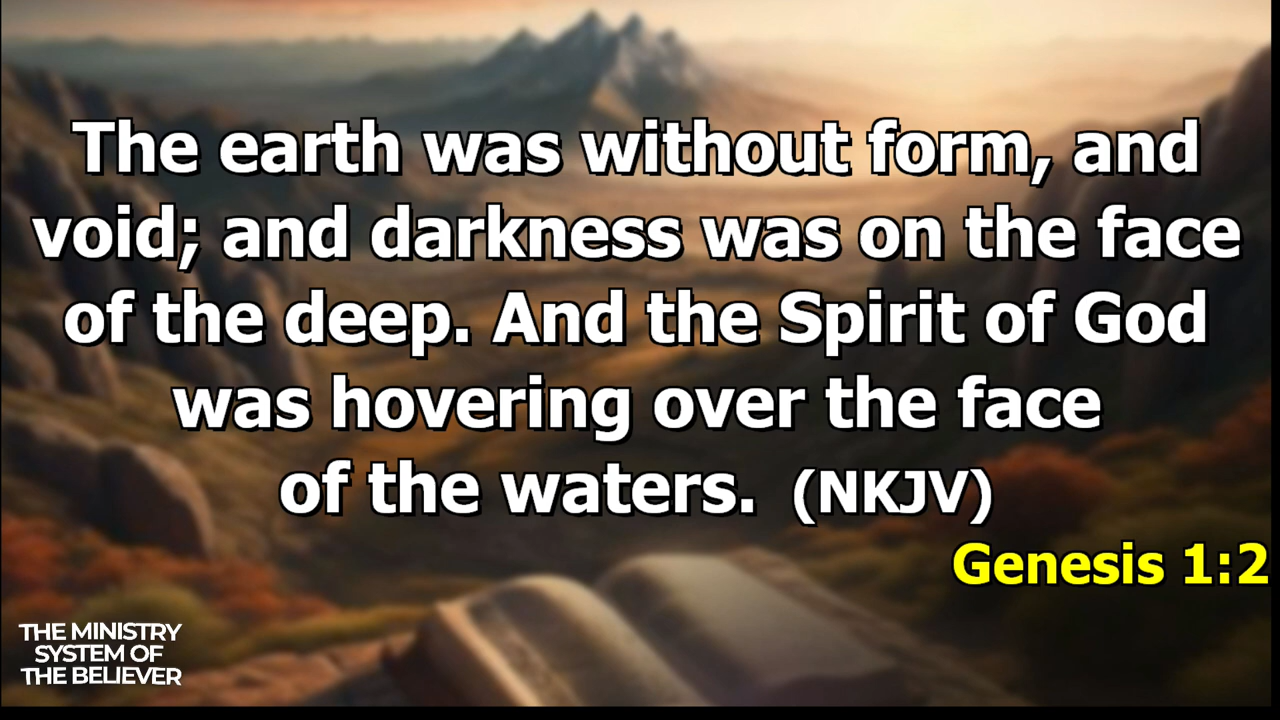 The earth was without form, and
void; and darkness was on the face
of the deep. And the Spirit of God
was hovering over the face
of the waters. (NKJV)
Genesis 1:2
THE MINISTRY
SYSTEM OF
THE BELIEVER